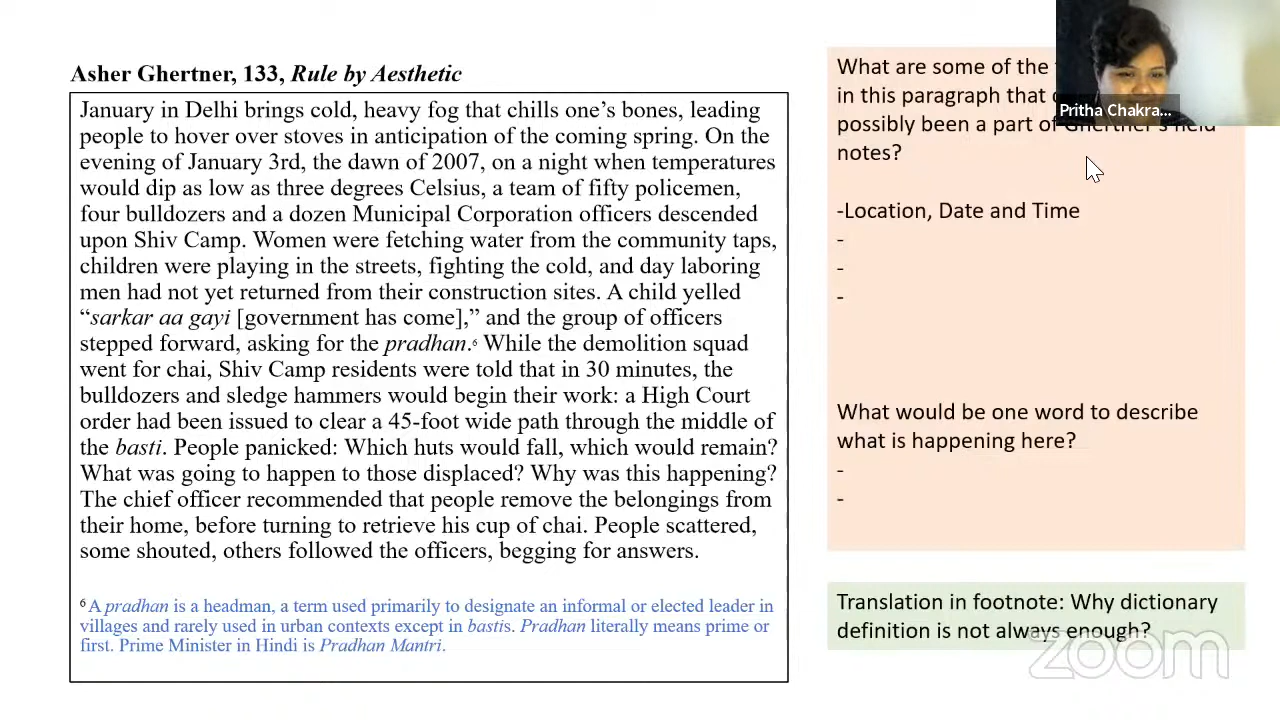 Asher Ghertner, 133, Rule by Aesthetic
January in Delhi brings cold, heavy fog that chills one's bones, leading
people to hover over stoves in anticipation of the coming spring. On the
evening of January 3rd, the dawn of 2007, on a night when temperatures
would dip as low as three degrees Celsius, a team of fifty policemen,
four bulldozers and a dozen Municipal Corporation officers descended
upon Shiv Camp. Women were fetching water from the community taps,
children were playing in the streets, fighting the cold, and day laboring
men had not yet returned from their construction sites. A child yelled
“sarkar aa gayi [government has come],” and the group of officers
stepped forward, asking for the pradhan.⁶ While the demolition squad
went for chai, Shiv Camp residents were told that in 30 minutes, the
bulldozers and sledge hammers would begin their work: a High Court
order had been issued to clear a 45-foot wide path through the middle of
the basti. People panicked: Which huts would fall, which would remain?
What was going to happen to those displaced? Why was this happening?
The chief officer recommended that people remove the belongings from
their home, before turning to retrieve his cup of chai. People scattered,
some shouted, others followed the officers, begging for answers.
⁶ A pradhan is a headman, a term used primarily to designate an informal or elected leader in
villages and rarely used in urban contexts except in bastis. Pradhan literally means prime or
first. Prime Minister in Hindi is Pradhan Mantri.
What are some of the
in this paragraph that
possibly been a part of Ghertner's field
notes?
-Location, Date and Time
-
-
-
What would be one word to describe
what is happening here?
-
-
Translation in footnote: Why dictionary
definition is not always enough?
Pritha Chakra...
zoom